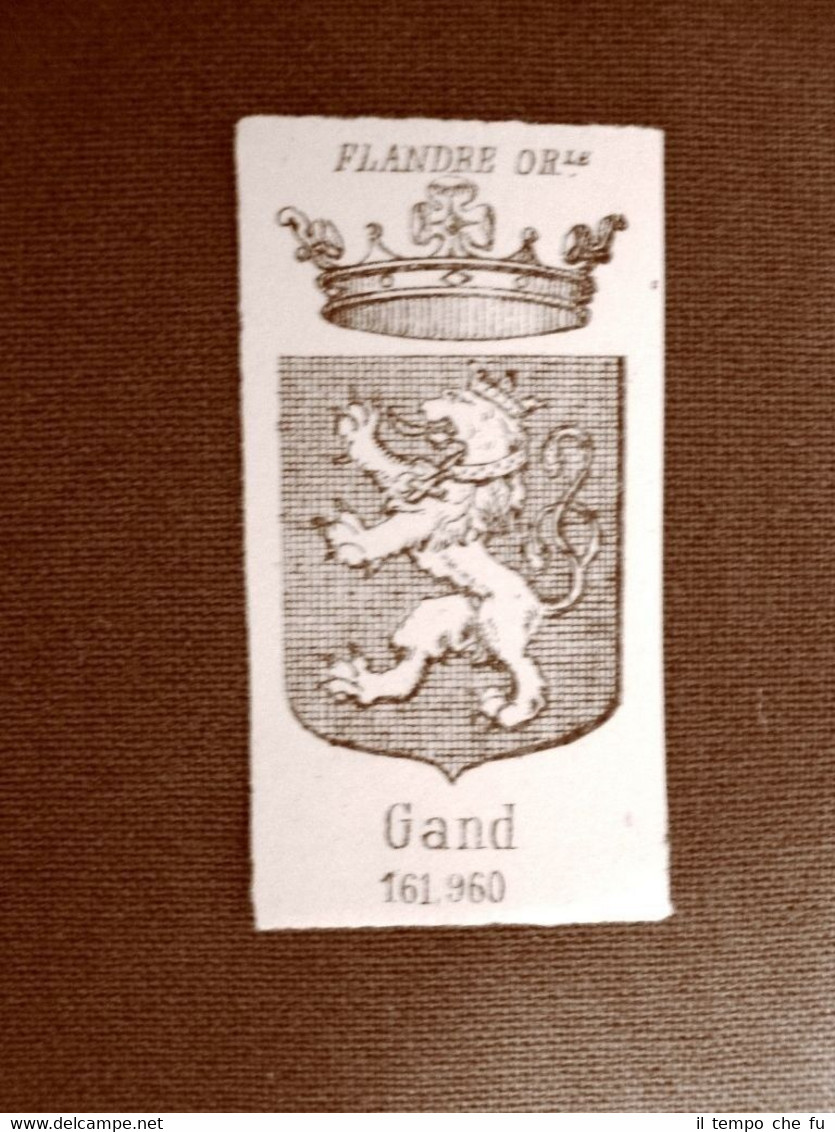 FLANDRE ORLE
Gand
161,960
www.delcampe.net
il tempo che fu